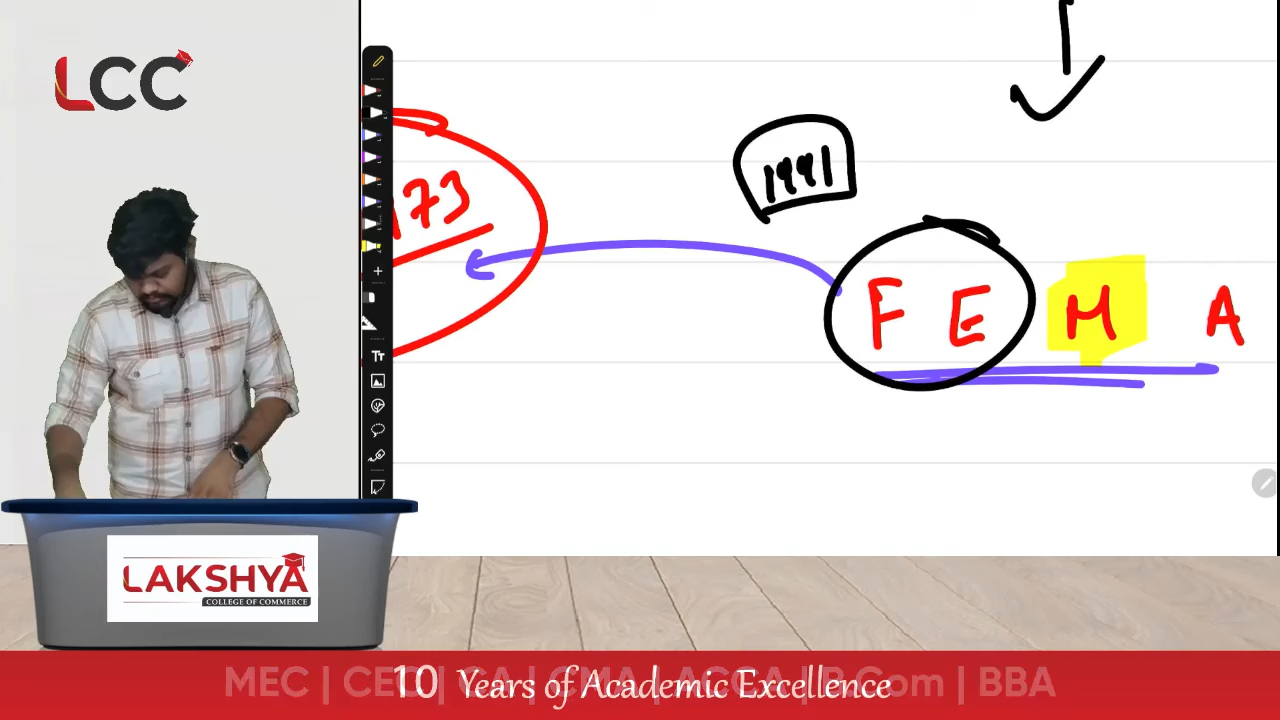 LCC
1991
173
F E M A
Tt
LAKSHYA
COLLEGE OF COMMERCE
MEC | CEC | CA | CMA | ACCA | B.Com | BBA
10 Years of Academic Excellence